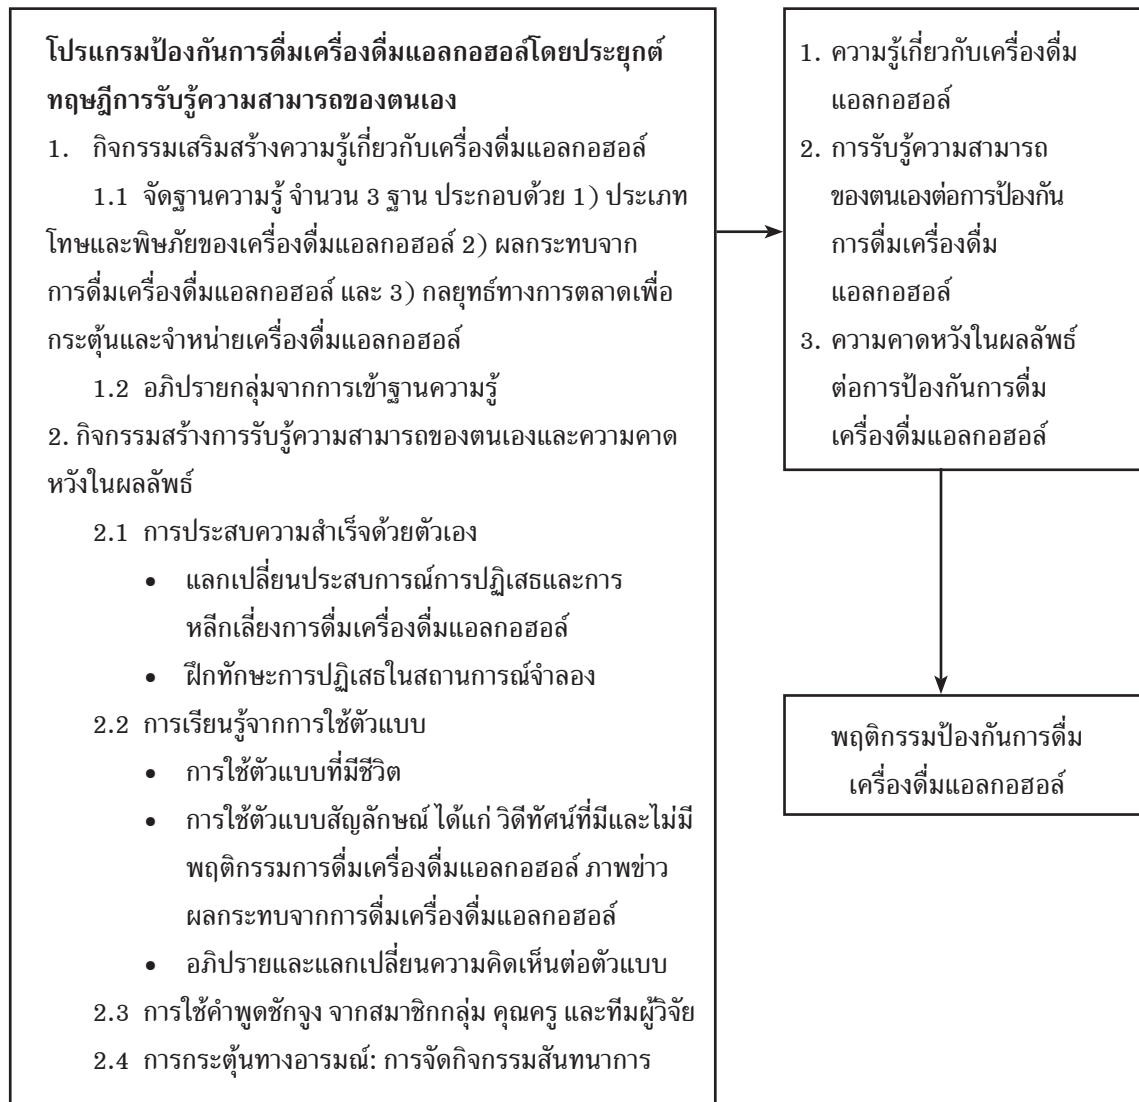 โปรแกรมป้องกันการดื่มเครื่องดื่มแอลกอฮอล์โดยประยุกต์
ทฤษฎีการรับรู้ความสามารถของตนเอง
1. กิจกรรมเสริมสร้างความรู้เกี่ยวกับเครื่องดื่มแอลกอฮอล์
1.1 จัดฐานความรู้ จำนวน 3 ฐาน ประกอบด้วย 1) ประเภท
โทษและพิษภัยของเครื่องดื่มแอลกอฮอล์ 2) ผลกระทบจาก
การดื่มเครื่องดื่มแอลกอฮอล์ และ 3) กลยุทธ์ทางการตลาดเพื่อ
กระตุ้นและจำหน่ายเครื่องดื่มแอลกอฮอล์
1.2 อภิปรายกลุ่มจากการเข้าฐานความรู้
2. กิจกรรมสร้างการรับรู้ความสามารถของตนเองและความคาด
หวังในผลลัพธ์
2.1 การประสบความสำเร็จด้วยตัวเอง
• แลกเปลี่ยนประสบการณ์การปฏิเสธและการ
หลีกเลี่ยงการดื่มเครื่องดื่มแอลกอฮอล์
• ฝึกทักษะการปฏิเสธในสถานการณ์จำลอง
2.2 การเรียนรู้จากการใช้ตัวแบบ
• การใช้ตัวแบบที่มีชีวิต
• การใช้ตัวแบบสัญลักษณ์ ได้แก่ วิดีทัศน์ที่มีและไม่มี
พฤติกรรมการดื่มเครื่องดื่มแอลกอฮอล์ ภาพข่าว
ผลกระทบจากการดื่มเครื่องดื่มแอลกอฮอล์
• อภิปรายและแลกเปลี่ยนความคิดเห็นต่อตัวแบบ
2.3 การใช้คำพูดชักจูง จากสมาชิกกลุ่ม คุณครู และทีมผู้วิจัย
2.4 การกระตุ้นทางอารมณ์: การจัดกิจกรรมสันทนาการ
1. ความรู้เกี่ยวกับเครื่องดื่ม
แอลกอฮอล์
2. การรับรู้ความสามารถ
ของตนเองต่อการป้องกัน
การดื่มเครื่องดื่ม
แอลกอฮอล์
3. ความคาดหวังในผลลัพธ์
ต่อการป้องกันการดื่ม
เครื่องดื่มแอลกอฮอล์
พฤติกรรมป้องกันการดื่ม
เครื่องดื่มแอลกอฮอล์